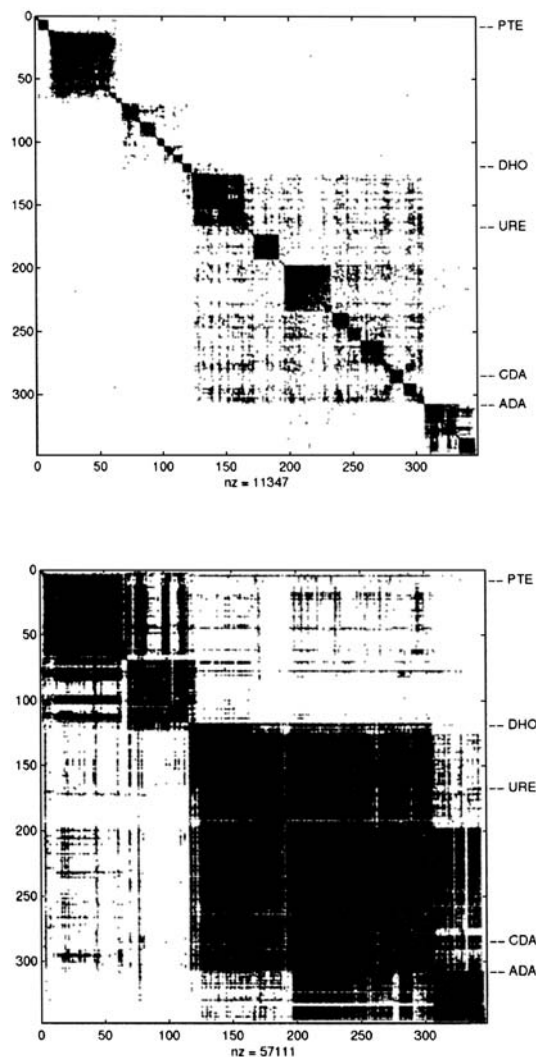 0
-- PTE
50
100
-- DHO
150
-- URE
200
250
-- CDA
300
-- ADA
0 50 100 150 200 250 300
nz = 11347
0
-- PTE
50
100
-- DHO
150
-- URE
200
250
-- CDA
300
-- ADA
0 50 100 150 200 250 300
nz = 57111